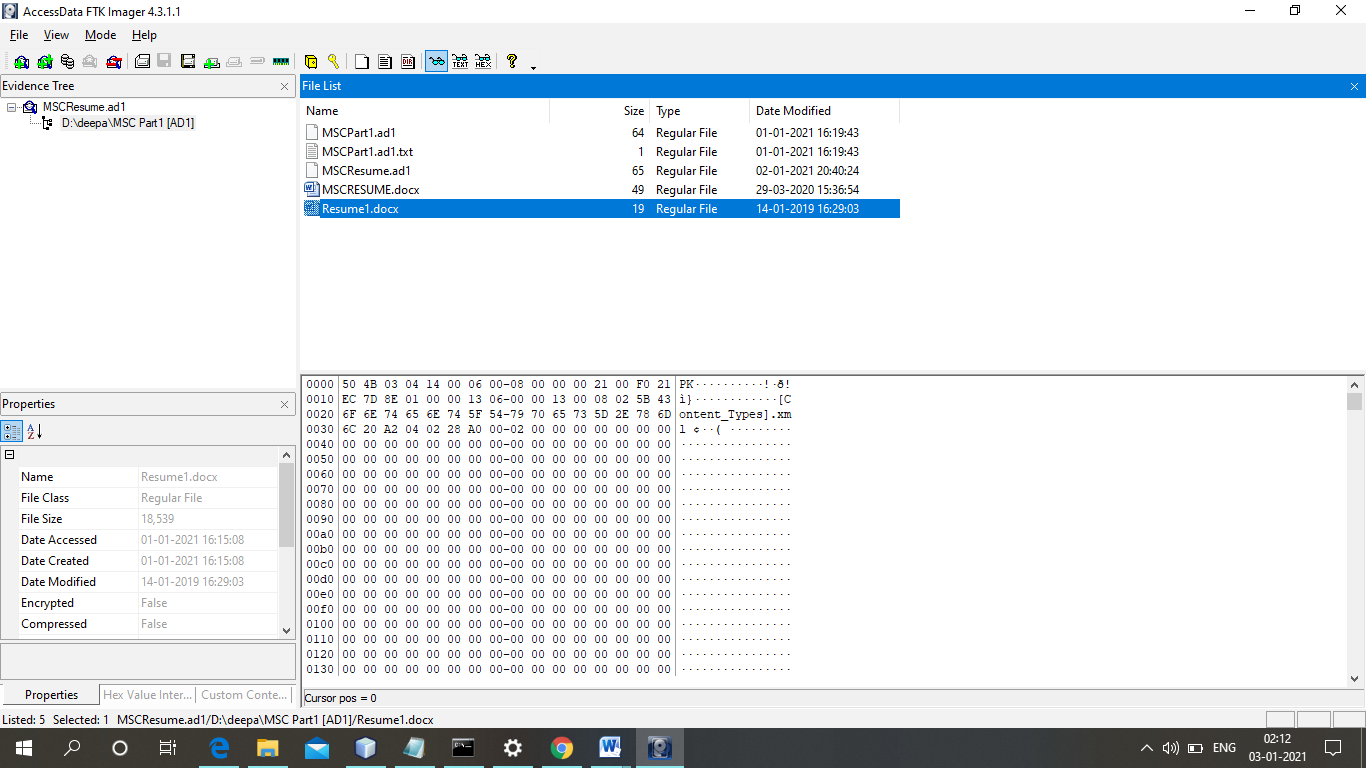 AccessData FTK Imager 4.3.1.1
File View Mode Help
Evidence Tree
MSCResume.ad1
D:\deepa\MSC Part1 [AD1]
File List
Name Size Type Date Modified
MSCPart1.ad1 64 Regular File 01-01-2021 16:19:43
MSCPart1.ad1.txt 1 Regular File 01-01-2021 16:19:43
MSCResume.ad1 65 Regular File 02-01-2021 20:40:24
MSCRESUME.docx 49 Regular File 29-03-2020 15:36:54
Resume1.docx 19 Regular File 14-01-2019 16:29:03
Properties
Name Resume1.docx
File Class Regular File
File Size 18,539
Date Accessed 01-01-2021 16:15:08
Date Created 01-01-2021 16:15:08
Date Modified 14-01-2019 16:29:03
Encrypted False
Compressed False
Properties Hex Value Inter... Custom Conte...
0000 50 4B 03 04 14 00 06 00-08 00 00 00 21 00 F0 21 PK··········!·ð!
0010 EC 7D 8E 01 00 00 13 06-00 00 13 00 08 02 5B 43 ì}············[C
0020 6F 6E 74 65 6E 74 5F 54-79 70 65 73 5D 2E 78 6D ontent_Types].xm
0030 6C 20 A2 04 02 28 A0 00-02 00 00 00 00 00 00 00 l ¢··( ·········
0040 00 00 00 00 00 00 00 00-00 00 00 00 00 00 00 00 ················
0050 00 00 00 00 00 00 00 00-00 00 00 00 00 00 00 00 ················
0060 00 00 00 00 00 00 00 00-00 00 00 00 00 00 00 00 ················
0070 00 00 00 00 00 00 00 00-00 00 00 00 00 00 00 00 ················
0080 00 00 00 00 00 00 00 00-00 00 00 00 00 00 00 00 ················
0090 00 00 00 00 00 00 00 00-00 00 00 00 00 00 00 00 ················
00a0 00 00 00 00 00 00 00 00-00 00 00 00 00 00 00 00 ················
00b0 00 00 00 00 00 00 00 00-00 00 00 00 00 00 00 00 ················
00c0 00 00 00 00 00 00 00 00-00 00 00 00 00 00 00 00 ················
00d0 00 00 00 00 00 00 00 00-00 00 00 00 00 00 00 00 ················
00e0 00 00 00 00 00 00 00 00-00 00 00 00 00 00 00 00 ················
00f0 00 00 00 00 00 00 00 00-00 00 00 00 00 00 00 00 ················
0100 00 00 00 00 00 00 00 00-00 00 00 00 00 00 00 00 ················
0110 00 00 00 00 00 00 00 00-00 00 00 00 00 00 00 00 ················
0120 00 00 00 00 00 00 00 00-00 00 00 00 00 00 00 00 ················
0130 00 00 00 00 00 00 00 00-00 00 00 00 00 00 00 00 ················
Cursor pos = 0
Listed: 5 Selected: 1 MSCResume.ad1/D:\deepa\MSC Part1 [AD1]/Resume1.docx
ENG
02:12
03-01-2021